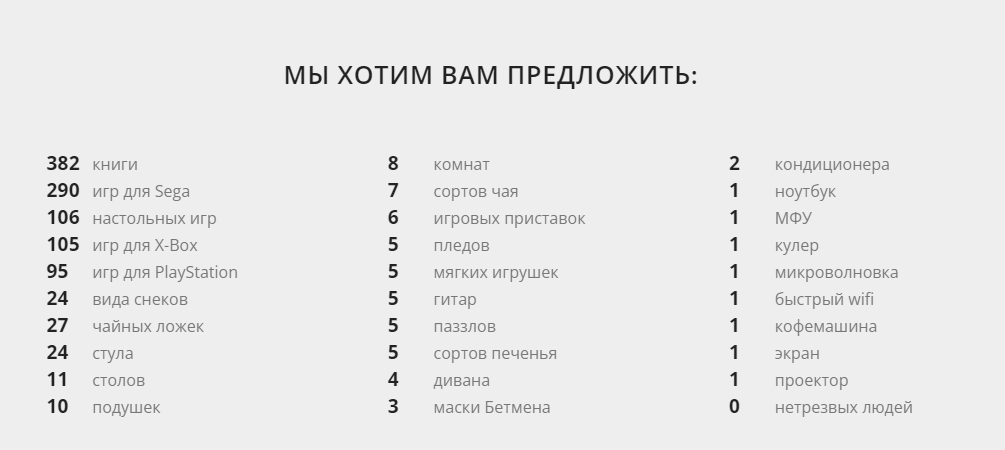 МЫ ХОТИМ ВАМ ПРЕДЛОЖИТЬ:
382 книги
290 игр для Sega
106 настольных игр
105 игр для X-Box
95 игр для PlayStation
24 вида снеков
27 чайных ложек
24 стула
11 столов
10 подушек
8 комнат
7 сортов чая
6 игровых приставок
5 пледов
5 мягких игрушек
5 гитар
5 паззлов
5 сортов печенья
4 дивана
3 маски Бетмена
2 кондиционера
1 ноутбук
1 МФУ
1 кулер
1 микроволновка
1 быстрый wifi
1 кофемашина
1 экран
1 проектор
0 нетрезвых людей